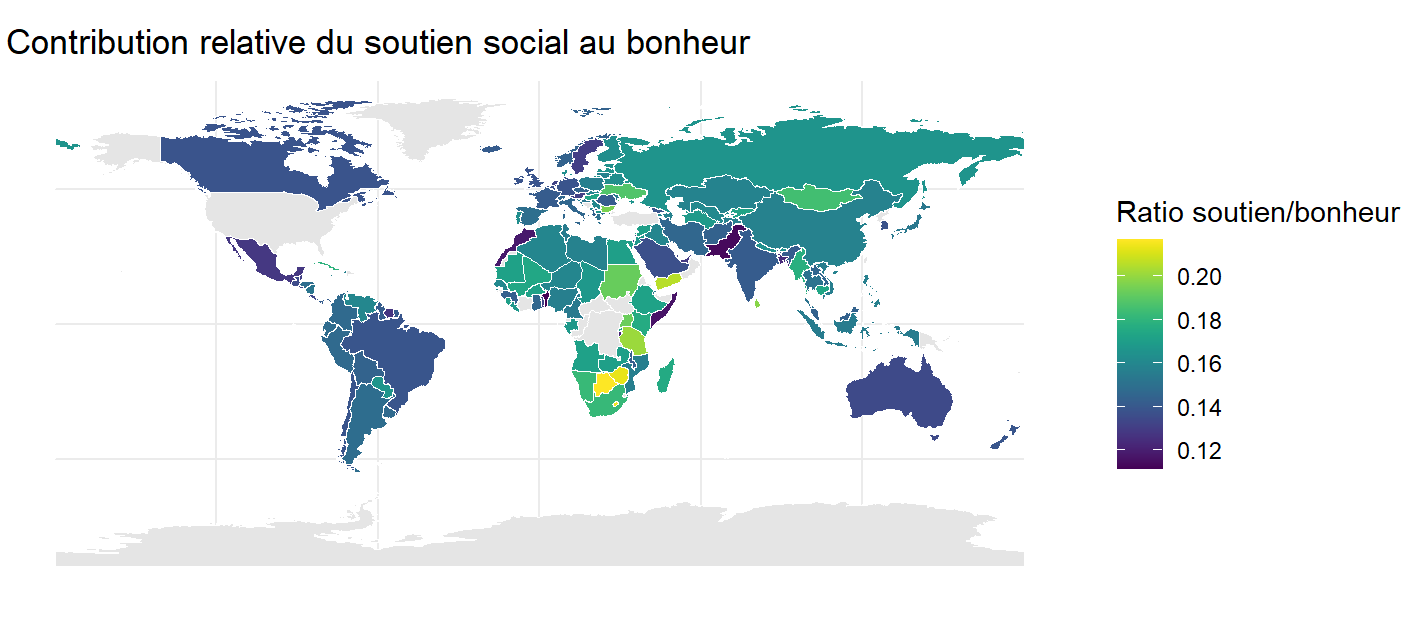 Contribution relative du soutien social au bonheur
Ratio soutien/bonheur
0.20
0.18
0.16
0.14
0.12